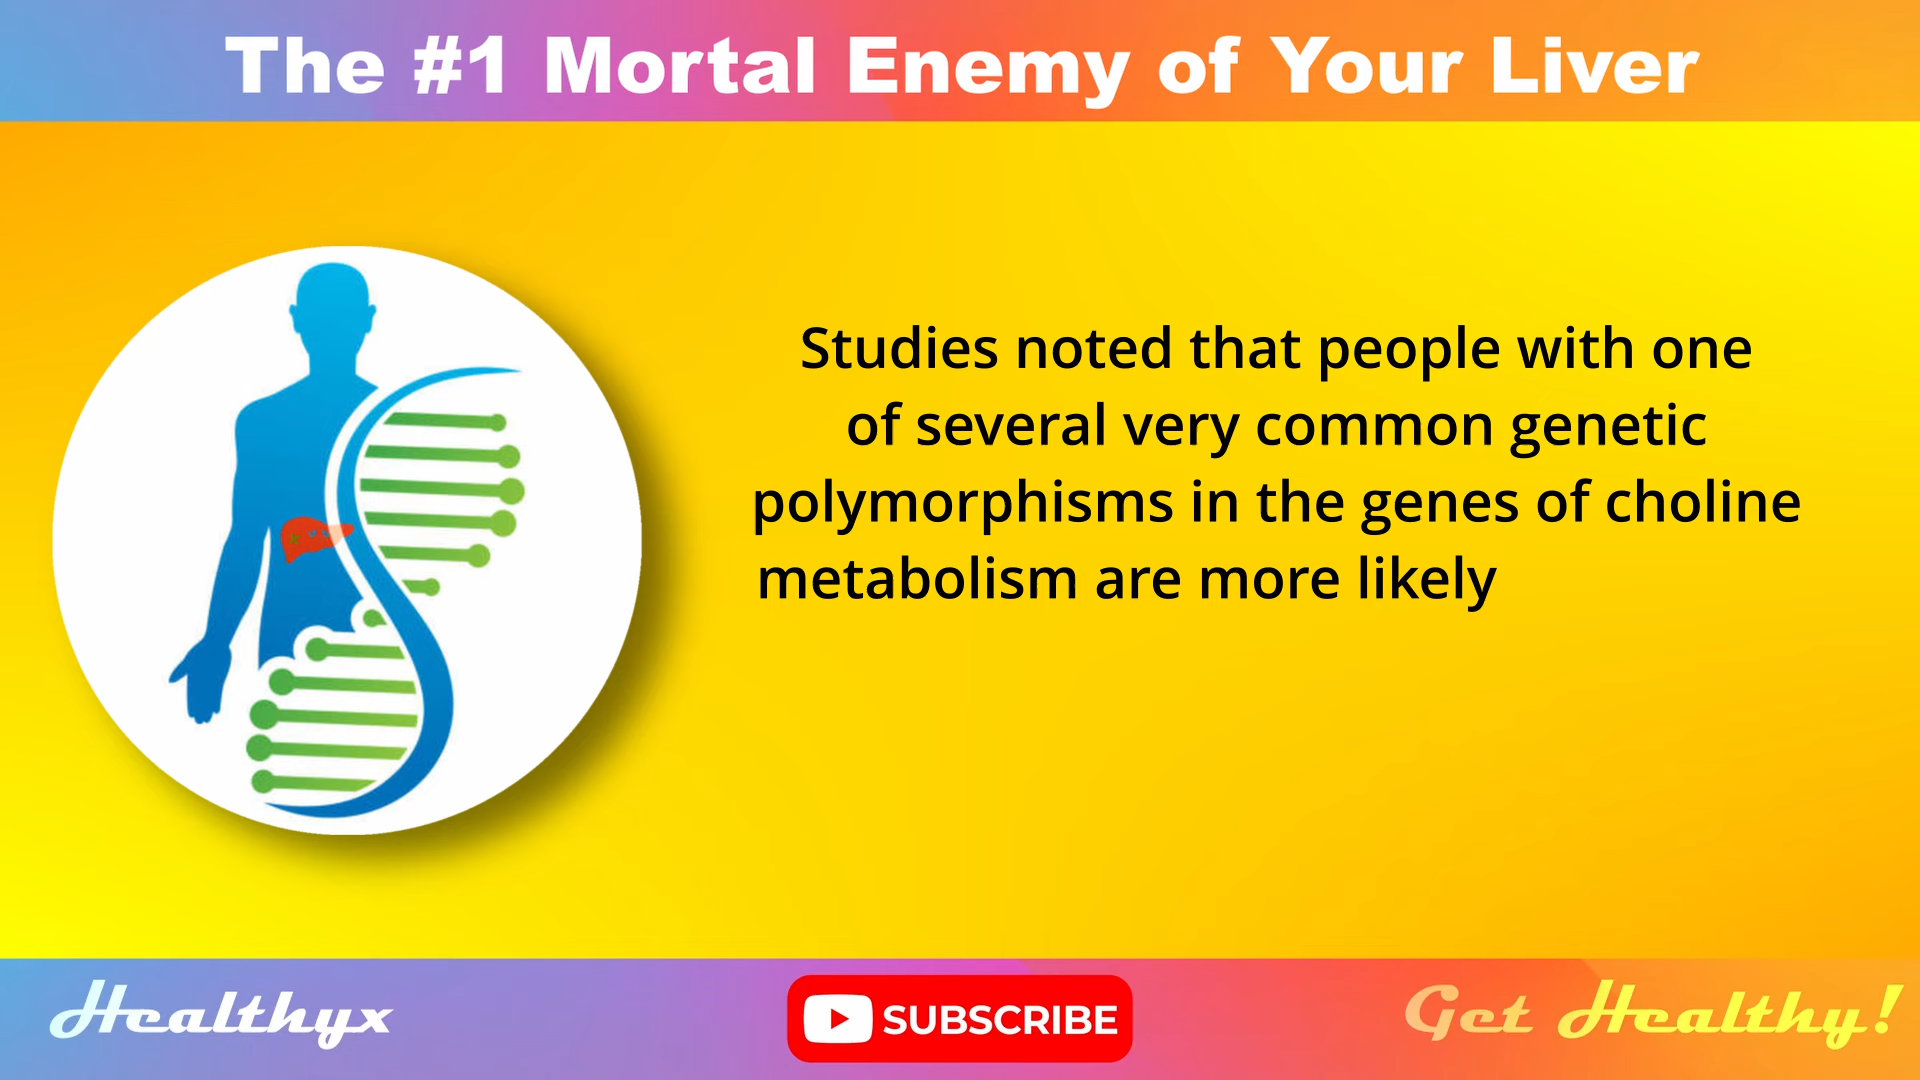 The #1 Mortal Enemy of Your Liver
Studies noted that people with one
of several very common genetic
polymorphisms in the genes of choline
metabolism are more likely
Healthyx
SUBSCRIBE
Get Healthy!